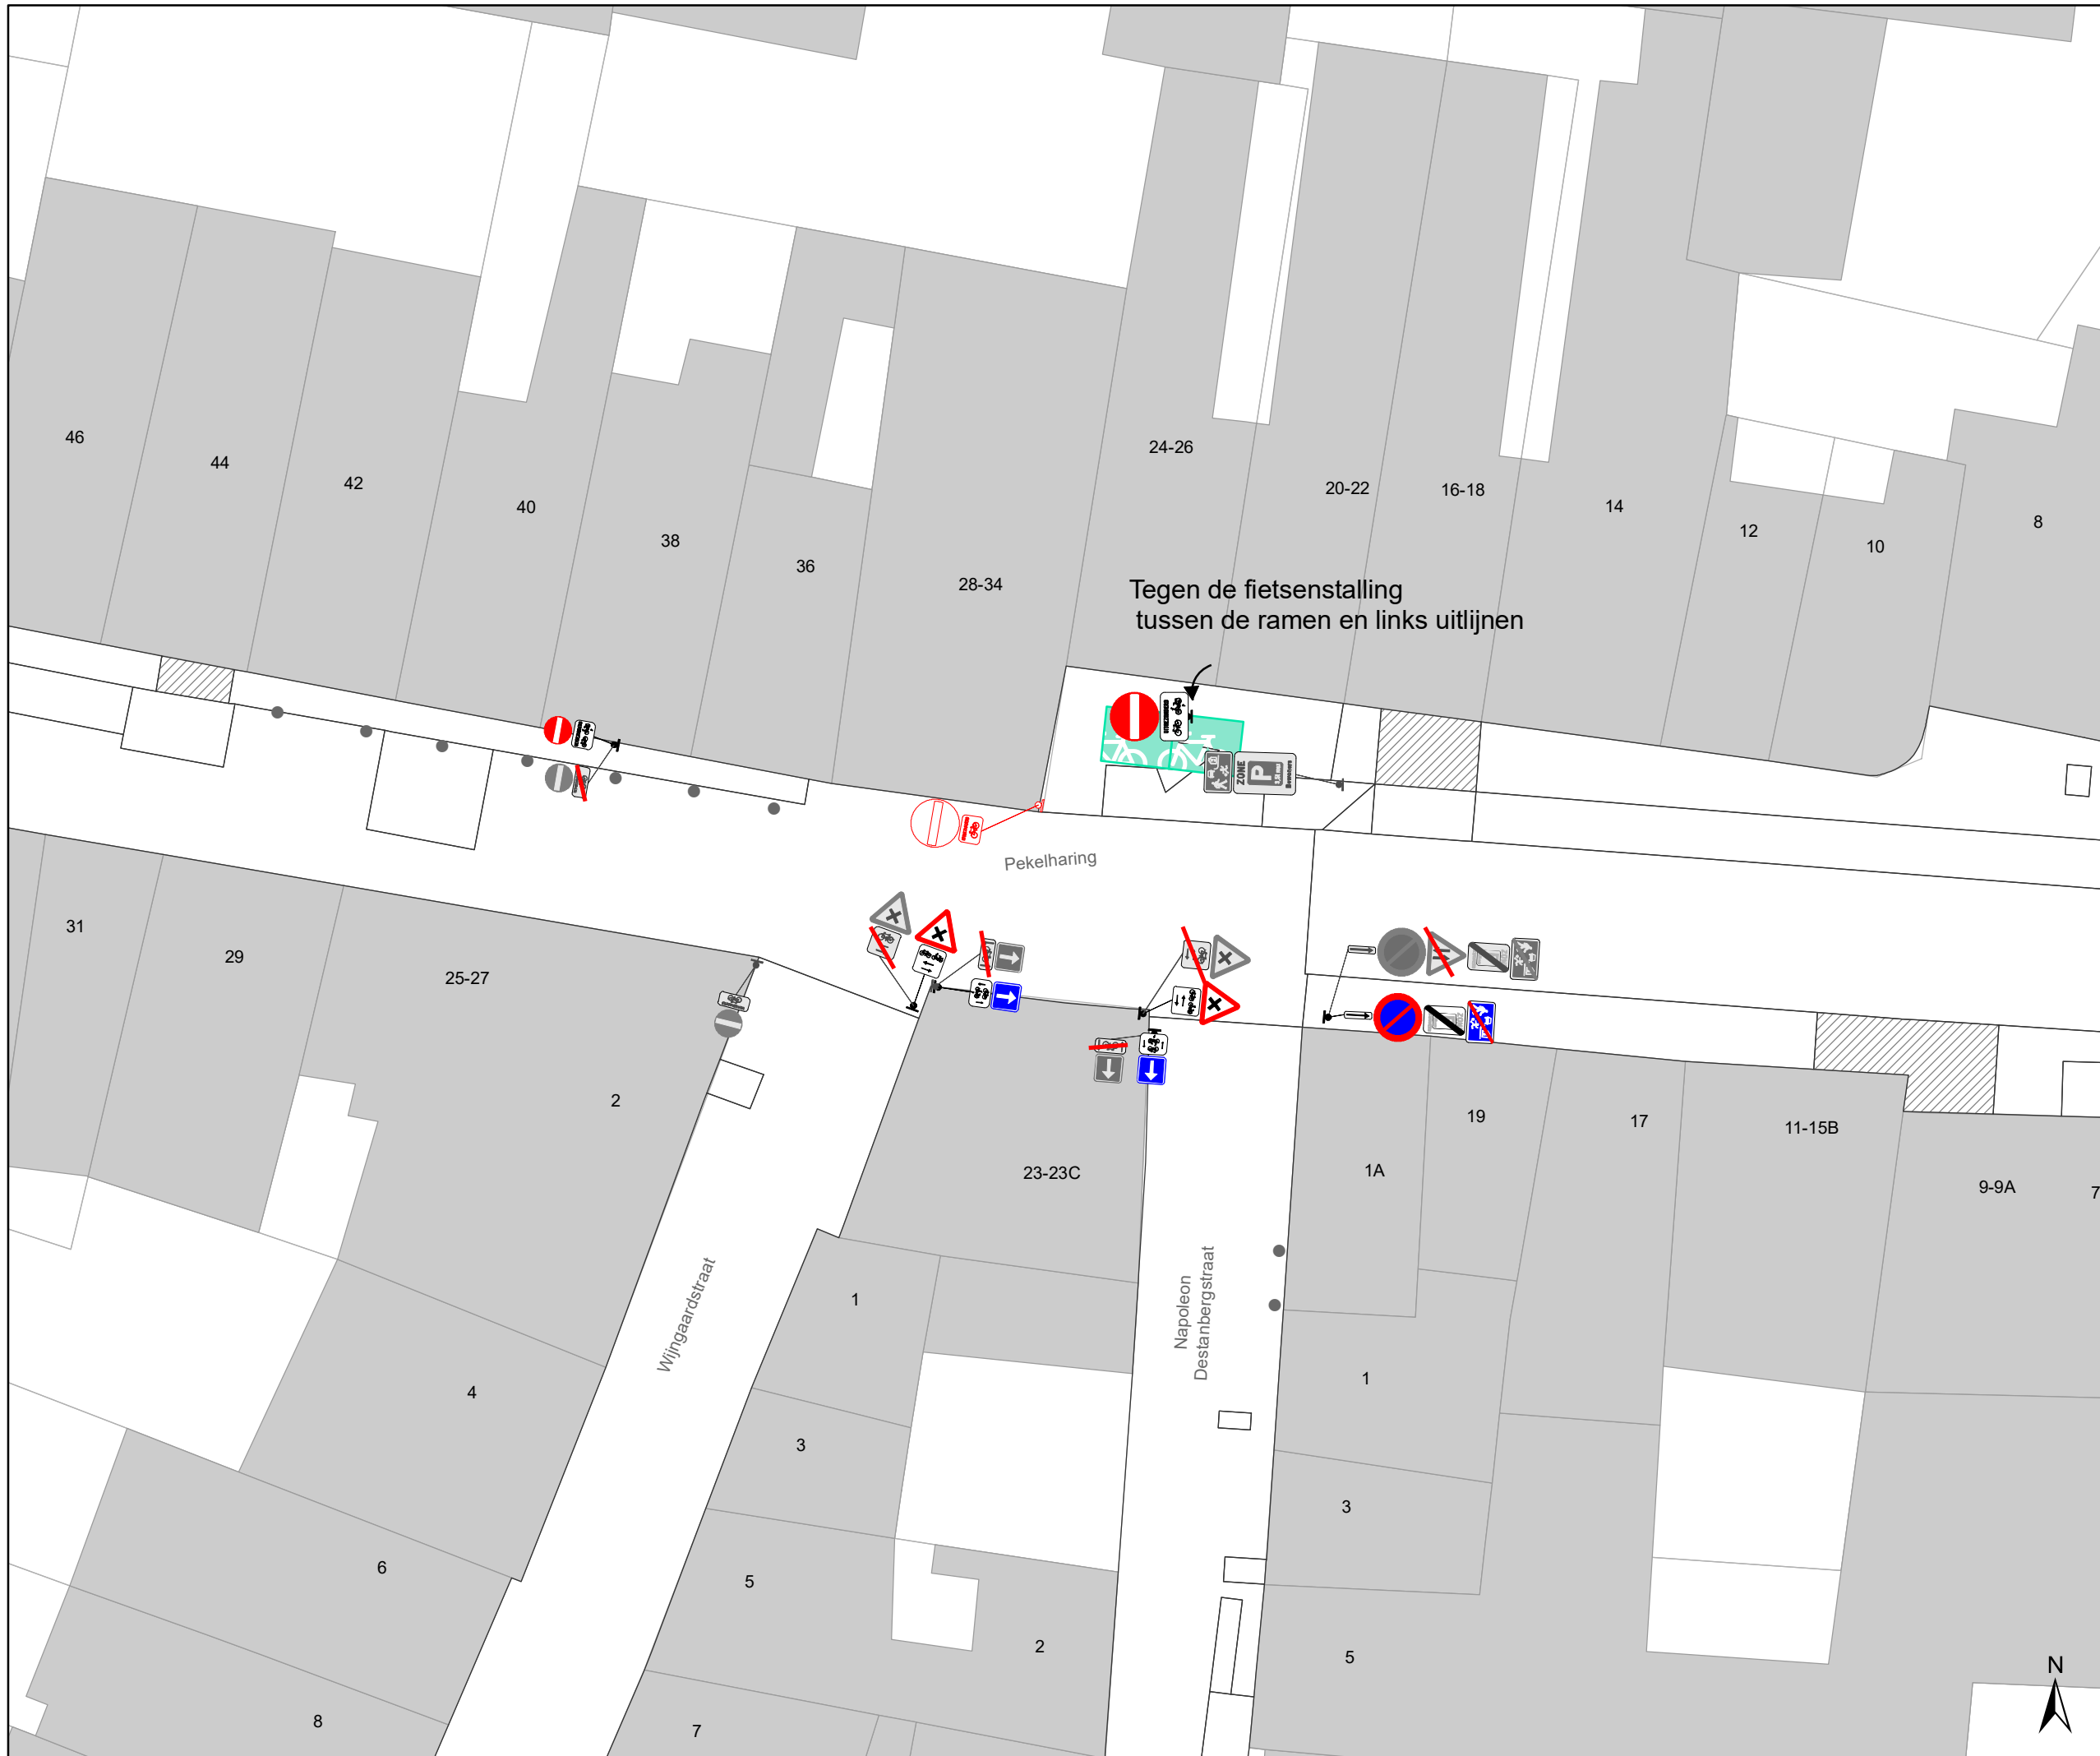 46
44
42
40
38
36
28-34
24-26
20-22
16-18
14
12
10
8
Tegen de fietsenstalling
tussen de ramen en links uitlijnen
ZONE
P
Bewoners
Pekelharing
31
29
25-27
2
23-23C
1A
19
17
11-15B
9-9A
7
Wijngaardstraat
Napoleon
Destanbergstraat
1
3
5
7
2
4
6
8
1
3
5
N